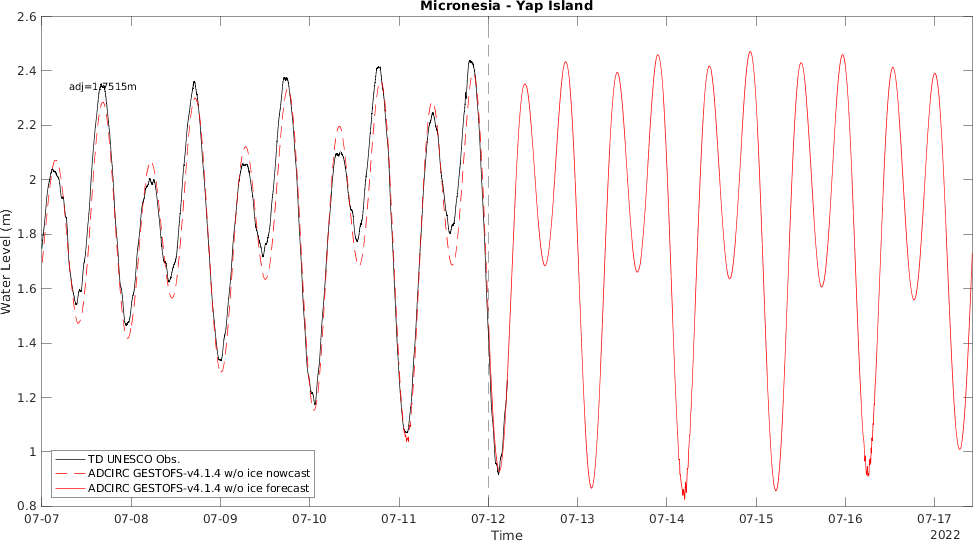 Micronesia - Yap Island
2.6
2.4
adj=1.7515m
2.2
2
1.8
Water Level (m)
1.6
1.4
1.2
1
0.8
TD UNESCO Obs.
ADCIRC GESTOFS-v4.1.4 w/o ice nowcast
ADCIRC GESTOFS-v4.1.4 w/o ice forecast
07-07 07-08 07-09 07-10 07-11 07-12 07-13 07-14 07-15 07-16 07-17
Time
2022